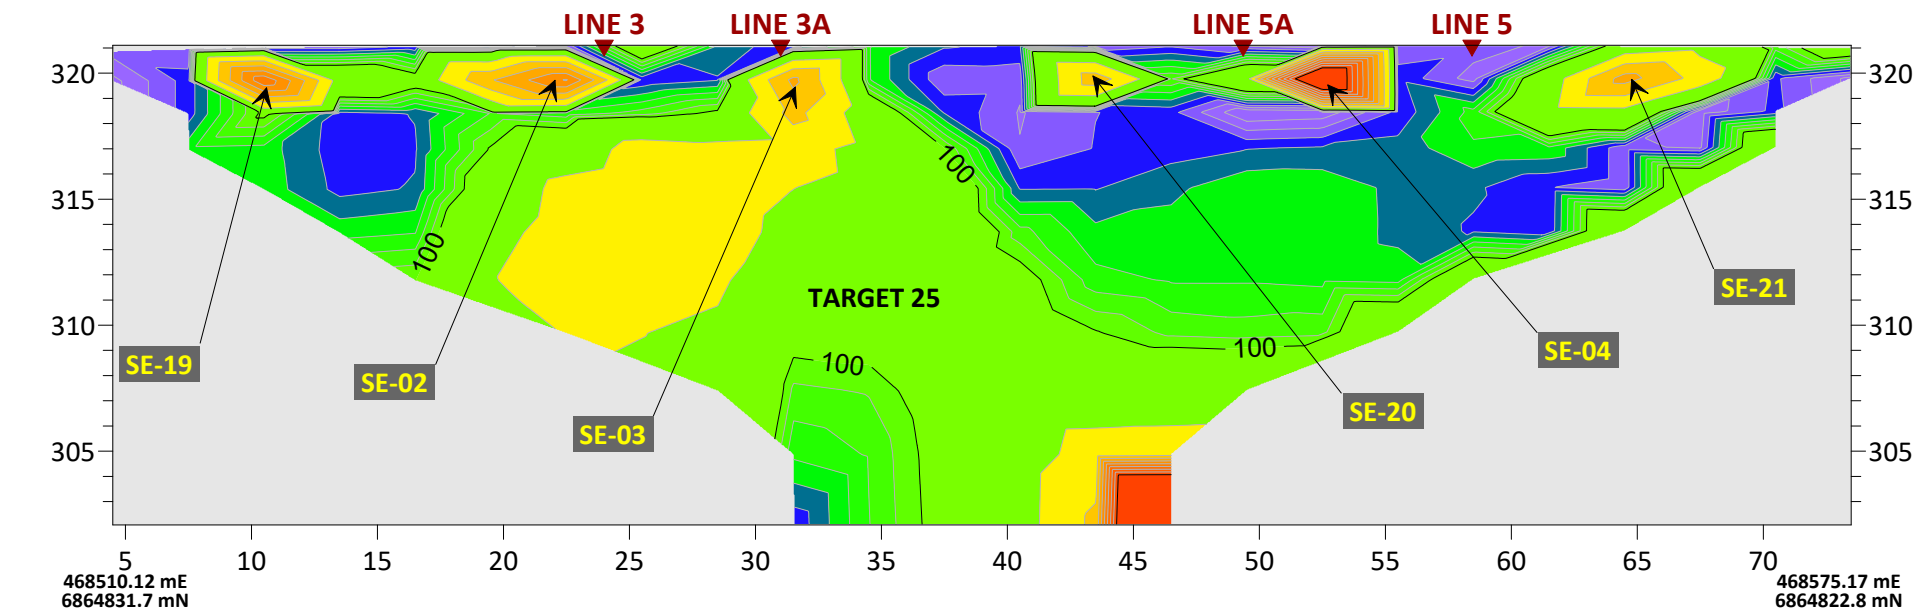 LINE 3 LINE 3A LINE 5A LINE 5
320 320
100
315 315
100
SE-21
TARGET 25
310 310
100
SE-04
SE-19 100
SE-02
SE-20
SE-03
305 305
5 10 15 20 25 30 35 40 45 50 55 60 65 70
468510.12 mE 468575.17 mE
6864831.7 mN 6864822.8 mN